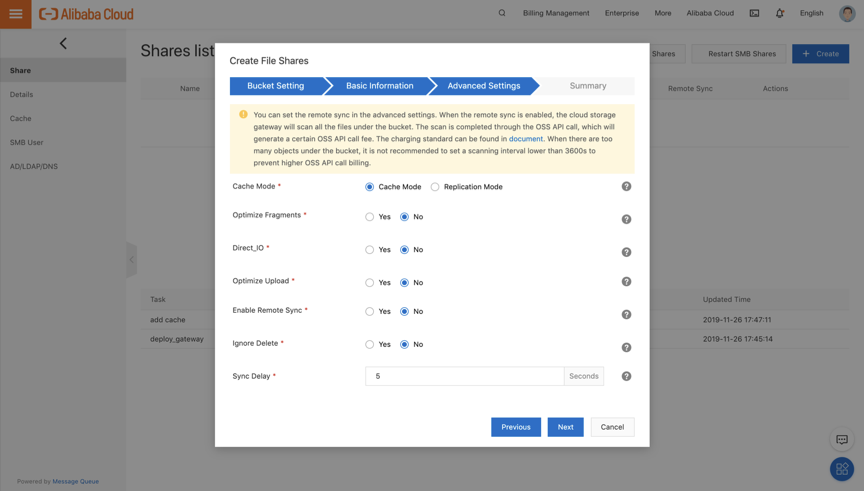 Alibaba Cloud
Billing Management
Enterprise
More
Alibaba Cloud
English
Shares list
Shares
Restart SMB Shares
+ Create
Share
Details
Cache
SMB User
AD/LDAP/DNS
Name
Remote Sync
Actions
Create File Shares
Bucket Setting
Basic Information
Advanced Settings
Summary
You can set the remote sync in the advanced settings. When the remote sync is enabled, the cloud storage
gateway will scan all the files under the bucket. The scan is completed through the OSS API call, which will
generate a certain OSS API call fee. The charging standard can be found in document. When there are too
many objects under the bucket, it is not recommended to set a scanning interval lower than 3600s to
prevent higher OSS API call billing.
Cache Mode * Cache Mode Replication Mode
Optimize Fragments * Yes No
Direct_IO * Yes No
Optimize Upload * Yes No
Enable Remote Sync * Yes No
Ignore Delete * Yes No
Sync Delay * 5 Seconds
Previous
Next
Cancel
Task
Updated Time
add cache
2019-11-26 17:47:11
deploy_gateway
2019-11-26 17:45:14
Powered by Message Queue